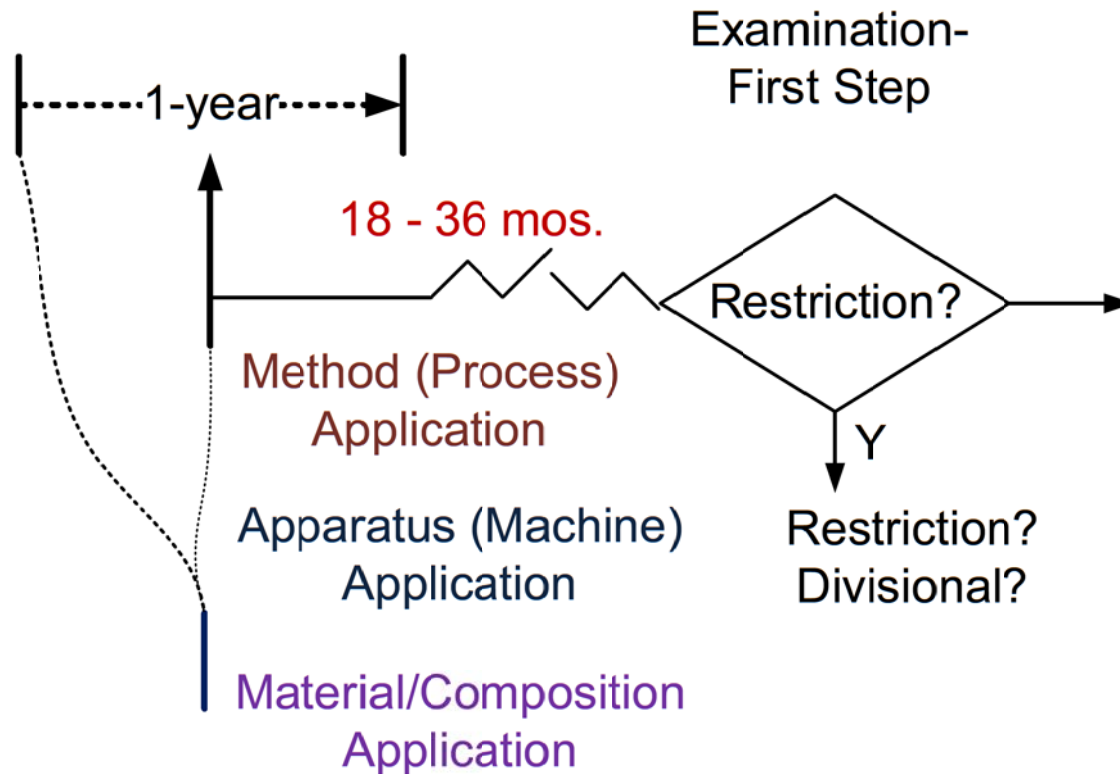 Examination-
First Step
1-year
18 - 36 mos.
Restriction?
Method (Process)
Application
Y
Apparatus (Machine)
Application
Restriction?
Divisional?
Material/Composition
Application